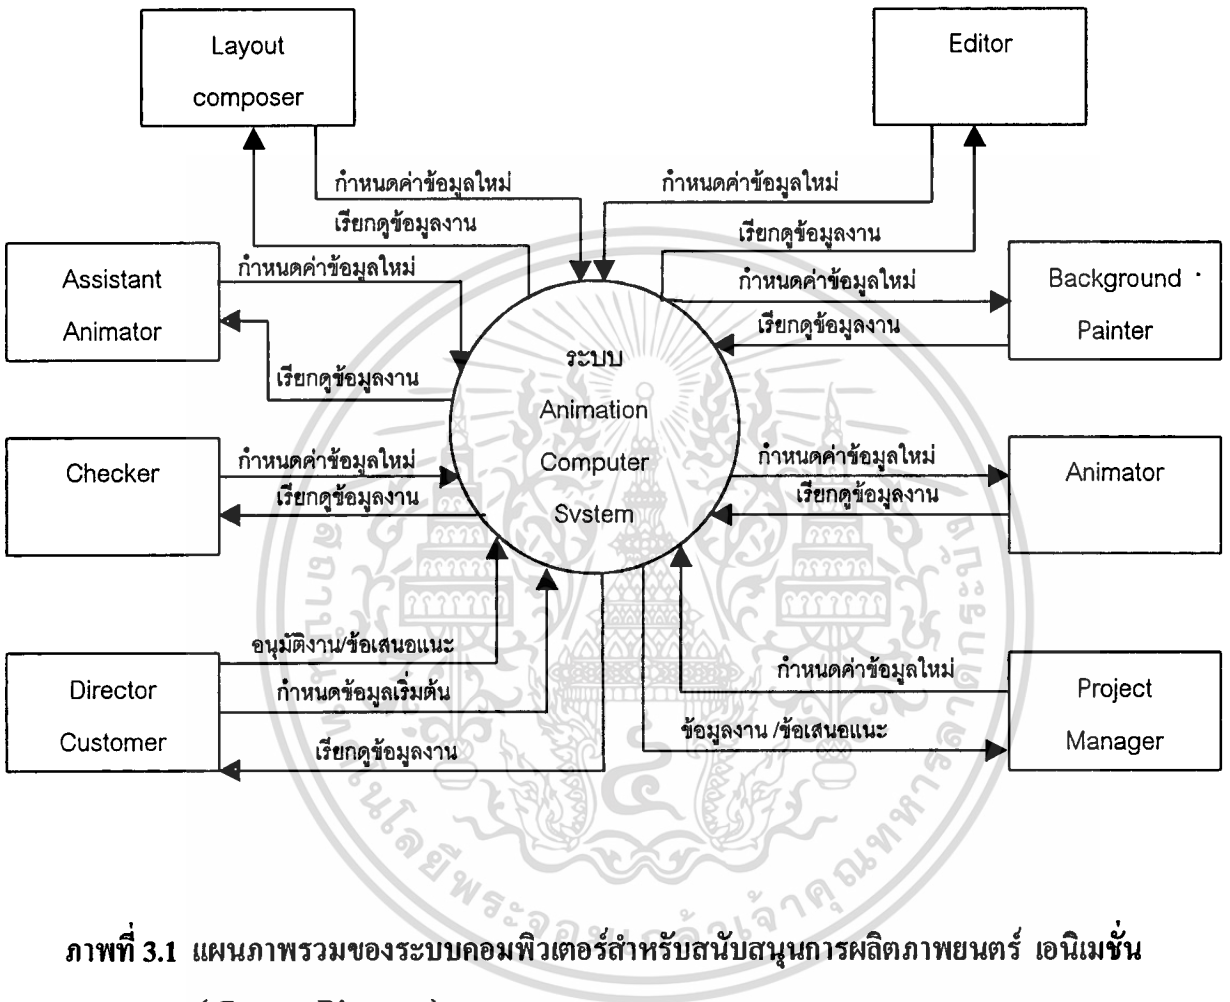 Layout
composer
Editor
กำหนดค่าข้อมูลใหม่
กำหนดค่าข้อมูลใหม่
เรียกดูข้อมูลงาน
เรียกดูข้อมูลงาน
Assistant
Animator
กำหนดค่าข้อมูลใหม่
กำหนดค่าข้อมูลใหม่
Background
Painter
เรียกดูข้อมูลงาน
เรียกดูข้อมูลงาน
ระบบ
Animation
Computer
System
Checker
กำหนดค่าข้อมูลใหม่
เรียกดูข้อมูลงาน
กำหนดค่าข้อมูลใหม่
เรียกดูข้อมูลงาน
Animator
Director
Customer
อนุมัติงาน/ข้อเสนอแนะ
กำหนดข้อมูลเริ่มต้น
เรียกดูข้อมูลงาน
กำหนดค่าข้อมูลใหม่
ข้อมูลงาน /ข้อเสนอแนะ
Project
Manager
ภาพที่ 3.1 แผนภาพรวมของระบบคอมพิวเตอร์สำหรับสนับสนุนการผลิตภาพยนตร์ เอนิเมชั่น